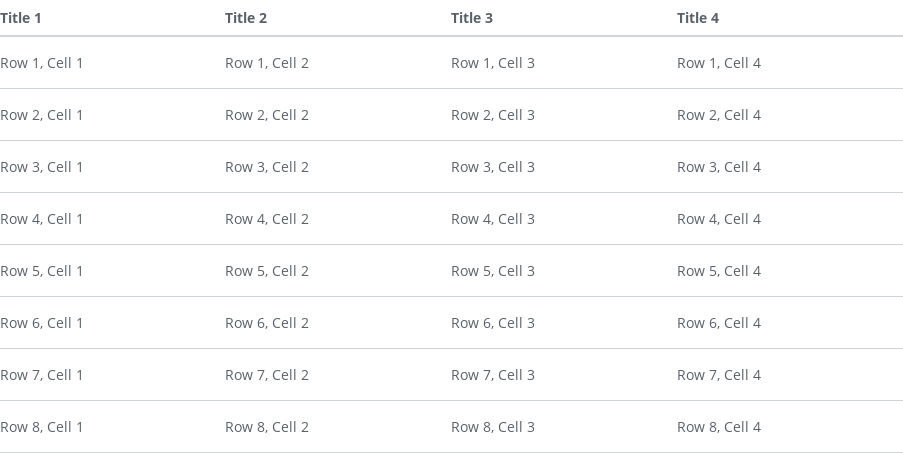 Title 1 Title 2 Title 3 Title 4
Row 1, Cell 1 Row 1, Cell 2 Row 1, Cell 3 Row 1, Cell 4
Row 2, Cell 1 Row 2, Cell 2 Row 2, Cell 3 Row 2, Cell 4
Row 3, Cell 1 Row 3, Cell 2 Row 3, Cell 3 Row 3, Cell 4
Row 4, Cell 1 Row 4, Cell 2 Row 4, Cell 3 Row 4, Cell 4
Row 5, Cell 1 Row 5, Cell 2 Row 5, Cell 3 Row 5, Cell 4
Row 6, Cell 1 Row 6, Cell 2 Row 6, Cell 3 Row 6, Cell 4
Row 7, Cell 1 Row 7, Cell 2 Row 7, Cell 3 Row 7, Cell 4
Row 8, Cell 1 Row 8, Cell 2 Row 8, Cell 3 Row 8, Cell 4